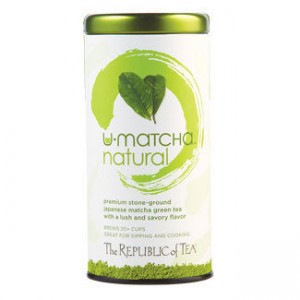 U·MATCHA
natural
premium stone-ground
japanese matcha green tea
with a lush and savory flavor
GREAT FOR SIPPING AND COOKING
The REPUBLIC of TEA